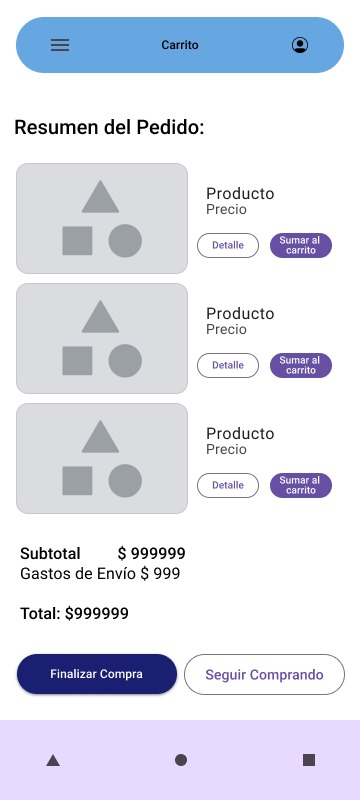 Carrito
Resumen del Pedido:
Producto
Precio
Detalle
Sumar al
carrito
Producto
Precio
Detalle
Sumar al
carrito
Producto
Precio
Detalle
Sumar al
carrito
Subtotal $ 999999
Gastos de Envío $ 999
Total: $999999
Finalizar Compra
Seguir Comprando